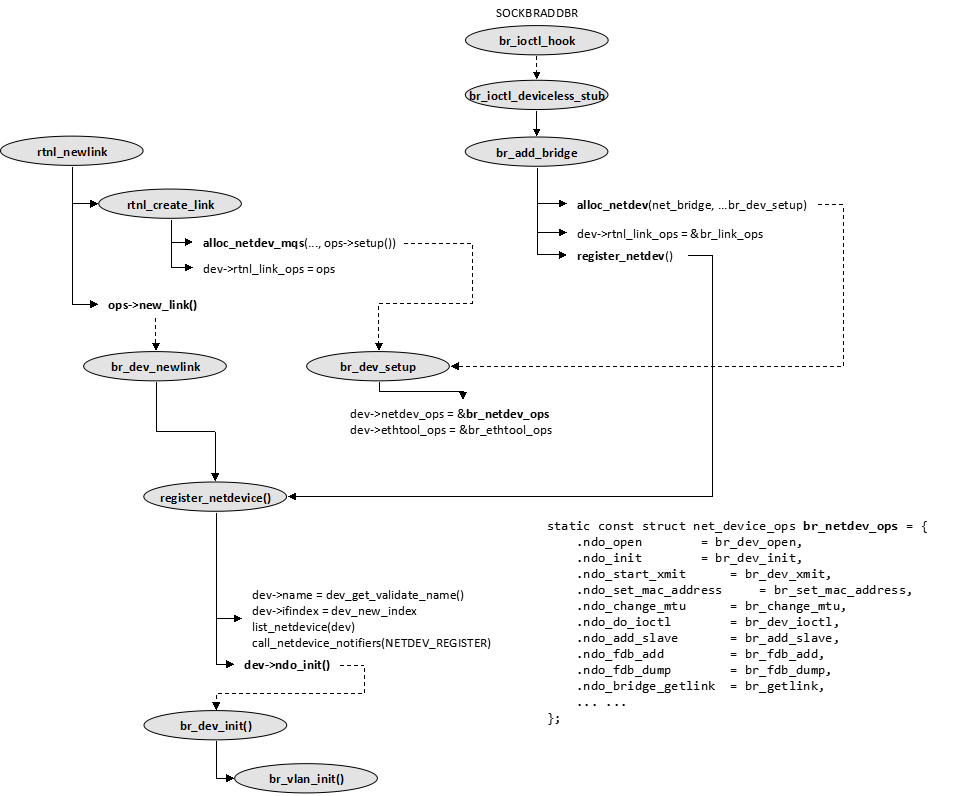 SOCKBRADDBR
br_ioctl_hook
br_ioctl_deviceless_stub
br_add_bridge
rtnl_newlink
rtnl_create_link
alloc_netdev(net_bridge, ...br_dev_setup)
dev->rtnl_link_ops = &br_link_ops
register_netdev()
alloc_netdev_mqs(..., ops->setup())
dev->rtnl_link_ops = ops
ops->new_link()
br_dev_newlink
br_dev_setup
dev->netdev_ops = &br_netdev_ops
dev->ethtool_ops = &br_ethtool_ops
register_netdevice()
dev->name = dev_get_validate_name()
dev->ifindex = dev_new_index
list_netdevice(dev)
call_netdevice_notifiers(NETDEV_REGISTER)
dev->ndo_init()
br_dev_init()
br_vlan_init()
static const struct net_device_ops br_netdev_ops = {
.ndo_open = br_dev_open,
.ndo_init = br_dev_init,
.ndo_start_xmit = br_dev_xmit,
.ndo_set_mac_address = br_set_mac_address,
.ndo_change_mtu = br_change_mtu,
.ndo_do_ioctl = br_dev_ioctl,
.ndo_add_slave = br_add_slave,
.ndo_fdb_add = br_fdb_add,
.ndo_fdb_dump = br_fdb_dump,
.ndo_bridge_getlink = br_getlink,
... ...
};